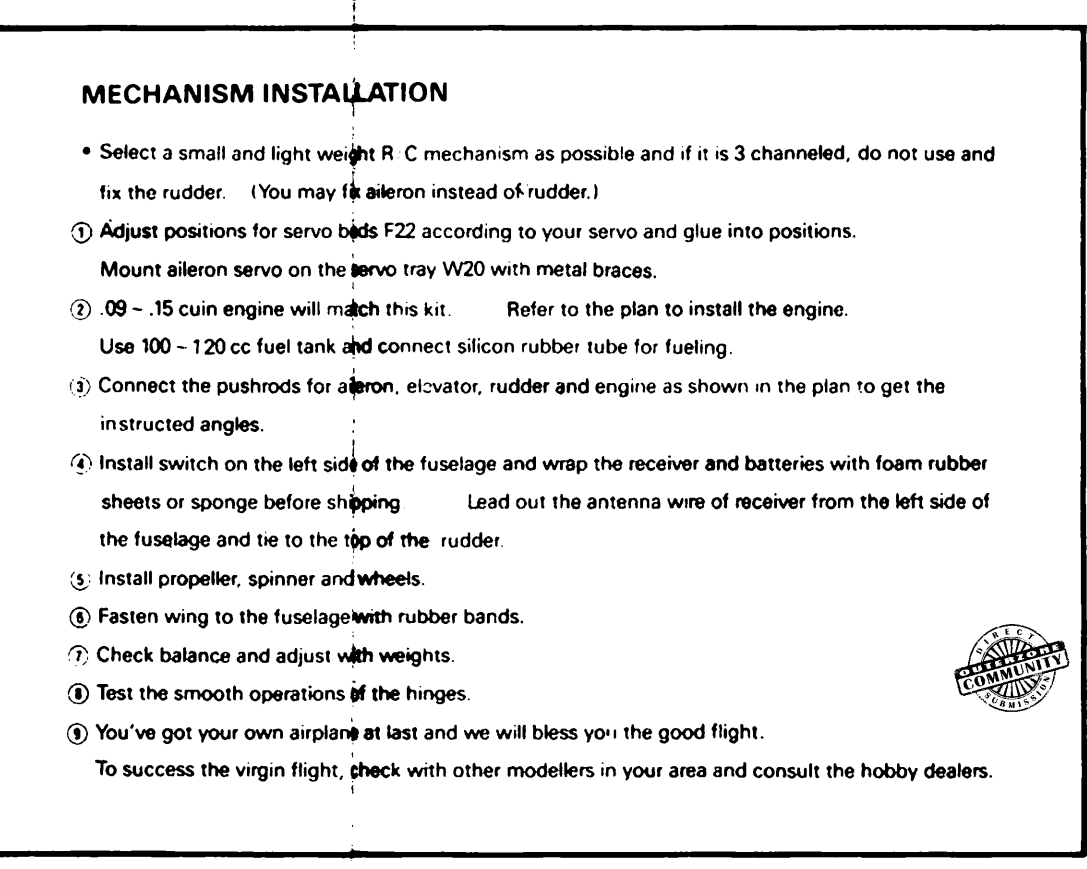 MECHANISM INSTALLATION
• Select a small and light weight R/C mechanism as possible and if it is 3 channeled, do not use and
fix the rudder. (You may fix aileron instead of rudder.)
① Adjust positions for servo beds F22 according to your servo and glue into positions.
Mount aileron servo on the servo tray W20 with metal braces.
② .09 ~ .15 cuin engine will match this kit. Refer to the plan to install the engine.
Use 100 ~ 120 cc fuel tank and connect silicon rubber tube for fueling.
③ Connect the pushrods for aileron, elevator, rudder and engine as shown in the plan to get the
instructed angles.
④ Install switch on the left side of the fuselage and wrap the receiver and batteries with foam rubber
sheets or sponge before shipping. Lead out the antenna wire of receiver from the left side of
the fuselage and tie to the top of the rudder.
⑤ Install propeller, spinner and wheels.
⑥ Fasten wing to the fuselage with rubber bands.
⑦ Check balance and adjust with weights.
⑧ Test the smooth operations of the hinges.
⑨ You've got your own airplane at last and we will bless you the good flight.
To success the virgin flight, check with other modellers in your area and consult the hobby dealers.
DIRECT
OUTERZONE
COMMUNITY
SUBMISSION